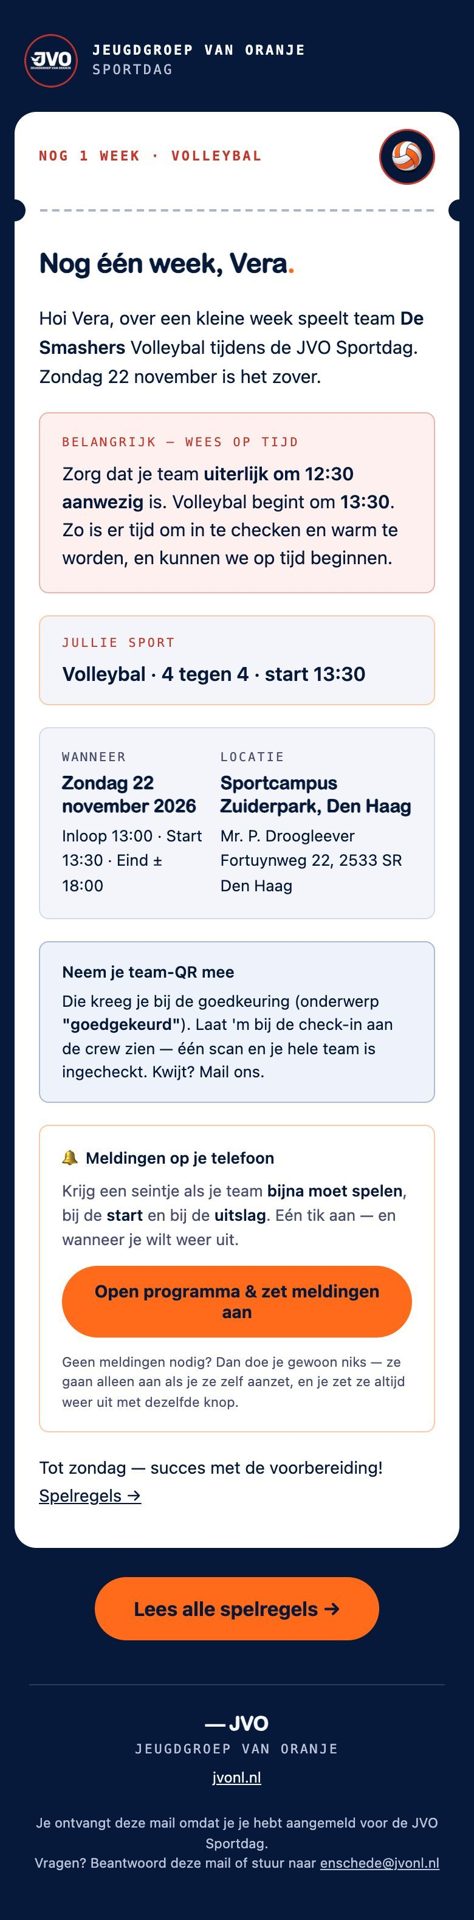 JVO
JEUGDGROEP VAN ORANJE
SPORTDAG
NOG 1 WEEK · VOLLEYBAL
Nog één week, Vera.
Hoi Vera, over een kleine week speelt team De
Smashers Volleybal tijdens de JVO Sportdag.
Zondag 22 november is het zover.
BELANGRIJK — WEES OP TIJD
Zorg dat je team uiterlijk om 12:30
aanwezig is. Volleybal begint om 13:30.
Zo is er tijd om in te checken en warm te
worden, en kunnen we op tijd beginnen.
JULLIE SPORT
Volleybal · 4 tegen 4 · start 13:30
WANNEER
Zondag 22
november 2026
Inloop 13:00 · Start
13:30 · Eind ±
18:00
LOCATIE
Sportcampus
Zuiderpark, Den Haag
Mr. P. Droogleever
Fortuynweg 22, 2533 SR
Den Haag
Neem je team-QR mee
Die kreeg je bij de goedkeuring (onderwerp
"goedgekeurd"). Laat 'm bij de check-in aan
de crew zien — één scan en je hele team is
ingecheckt. Kwijt? Mail ons.
🔔 Meldingen op je telefoon
Krijg een seintje als je team bijna moet spelen,
bij de start en bij de uitslag. Eén tik aan — en
wanneer je wilt weer uit.
Open programma & zet meldingen
aan
Geen meldingen nodig? Dan doe je gewoon niks — ze
gaan alleen aan als je ze zelf aanzet, en je zet ze altijd
weer uit met dezelfde knop.
Tot zondag — succes met de voorbereiding!
Spelregels →
Lees alle spelregels →
— JVO
JEUGDGROEP VAN ORANJE
jvonl.nl
Je ontvangt deze mail omdat je je hebt aangemeld voor de JVO
Sportdag.
Vragen? Beantwoord deze mail of stuur naar enschede@jvonl.nl